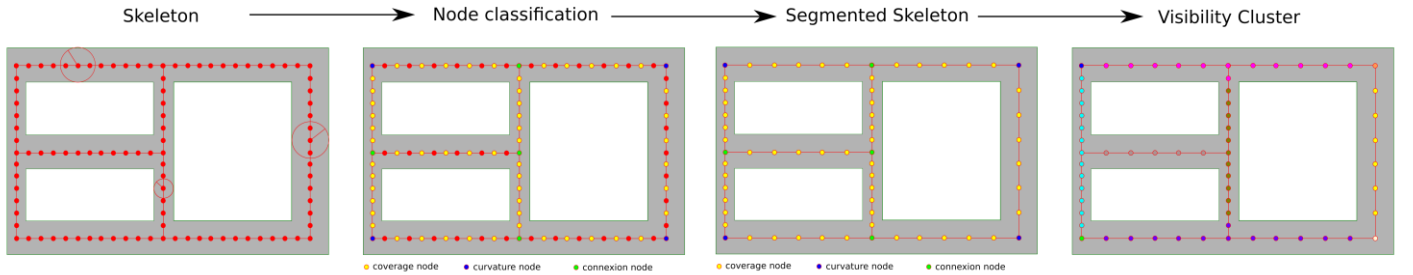 Skeleton
Node classification
Segmented Skeleton
Visibility Cluster
coverage node curvature node connexion node
coverage node curvature node connexion node